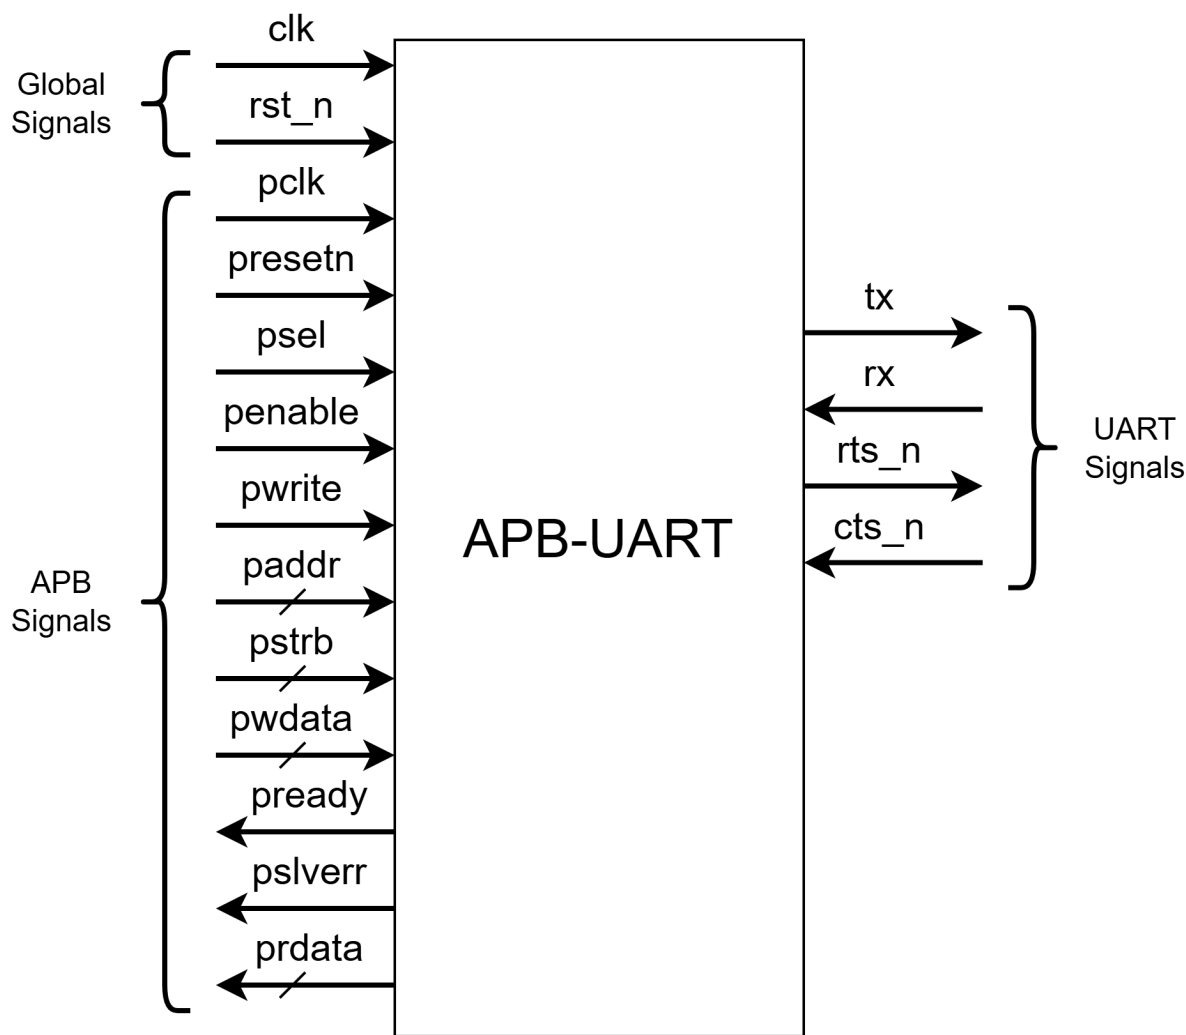 clk
Global
Signals
rst_n
pclk
presetn
psel
penable
pwrite
paddr
APB
Signals
pstrb
pwdata
pready
pslverr
prdata
APB-UART
tx
rx
rts_n
cts_n
UART
Signals